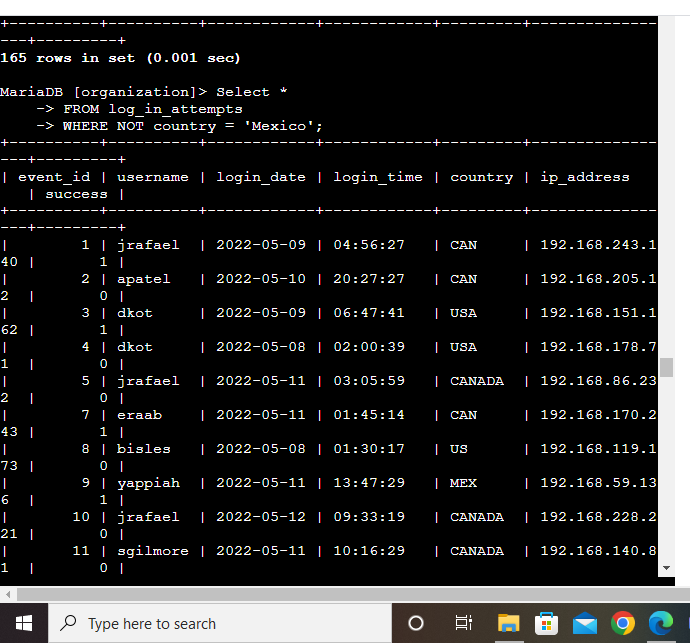 +----------+----------+------------+------------+---------+-------------
---+---------+
165 rows in set (0.001 sec)
MariaDB [organization]> Select *
    -> FROM log_in_attempts
    -> WHERE NOT country = 'Mexico';
+----------+----------+------------+------------+---------+-------------
---+---------+
| event_id | username | login_date | login_time | country | ip_address
   | success |
+----------+----------+------------+------------+---------+-------------
---+---------+
|        1 | jrafael  | 2022-05-09 | 04:56:27   | CAN     | 192.168.243.1
40 |       1 |
|        2 | apatel   | 2022-05-10 | 20:27:27   | CAN     | 192.168.205.1
2  |       0 |
|        3 | dkot     | 2022-05-09 | 06:47:41   | USA     | 192.168.151.1
62 |       1 |
|        4 | dkot     | 2022-05-08 | 02:00:39   | USA     | 192.168.178.7
1  |       0 |
|        5 | jrafael  | 2022-05-11 | 03:05:59   | CANADA  | 192.168.86.23
2  |       0 |
|        7 | eraab    | 2022-05-11 | 01:45:14   | CAN     | 192.168.170.2
43 |       1 |
|        8 | bisles   | 2022-05-08 | 01:30:17   | US      | 192.168.119.1
73 |       0 |
|        9 | yappiah  | 2022-05-11 | 13:47:29   | MEX     | 192.168.59.13
6  |       1 |
|       10 | jrafael  | 2022-05-12 | 09:33:19   | CANADA  | 192.168.228.2
21 |       0 |
|       11 | sgilmore | 2022-05-11 | 10:16:29   | CANADA  | 192.168.140.8
1  |       0 |
Type here to search